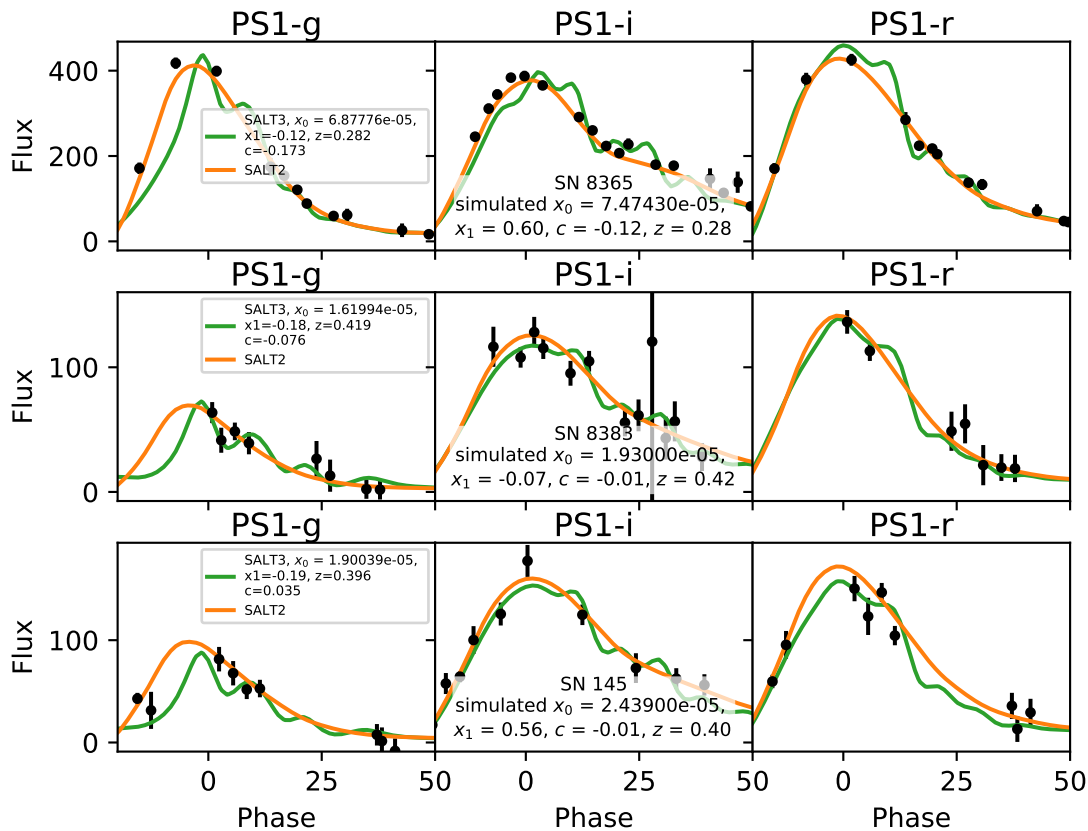 PS1-g PS1-i PS1-r
Flux
400
200
0
SALT3, x₀ = 6.87776e-05,
x1=-0.12, z=0.282
c=-0.173
SALT2
SN 8365
simulated x₀ = 7.47430e-05,
x₁ = 0.60, c = -0.12, z = 0.28
PS1-g PS1-i PS1-r
Flux
100
0
SALT3, x₀ = 1.61994e-05,
x1=-0.18, z=0.419
c=-0.076
SALT2
SN 8383
simulated x₀ = 1.93000e-05,
x₁ = -0.07, c = -0.01, z = 0.42
PS1-g PS1-i PS1-r
Flux
100
0
SALT3, x₀ = 1.90039e-05,
x1=-0.19, z=0.396
c=0.035
SALT2
SN 145
simulated x₀ = 2.43900e-05,
x₁ = 0.56, c = -0.01, z = 0.40
0 25 50 0 25 50 0 25 50
Phase Phase Phase